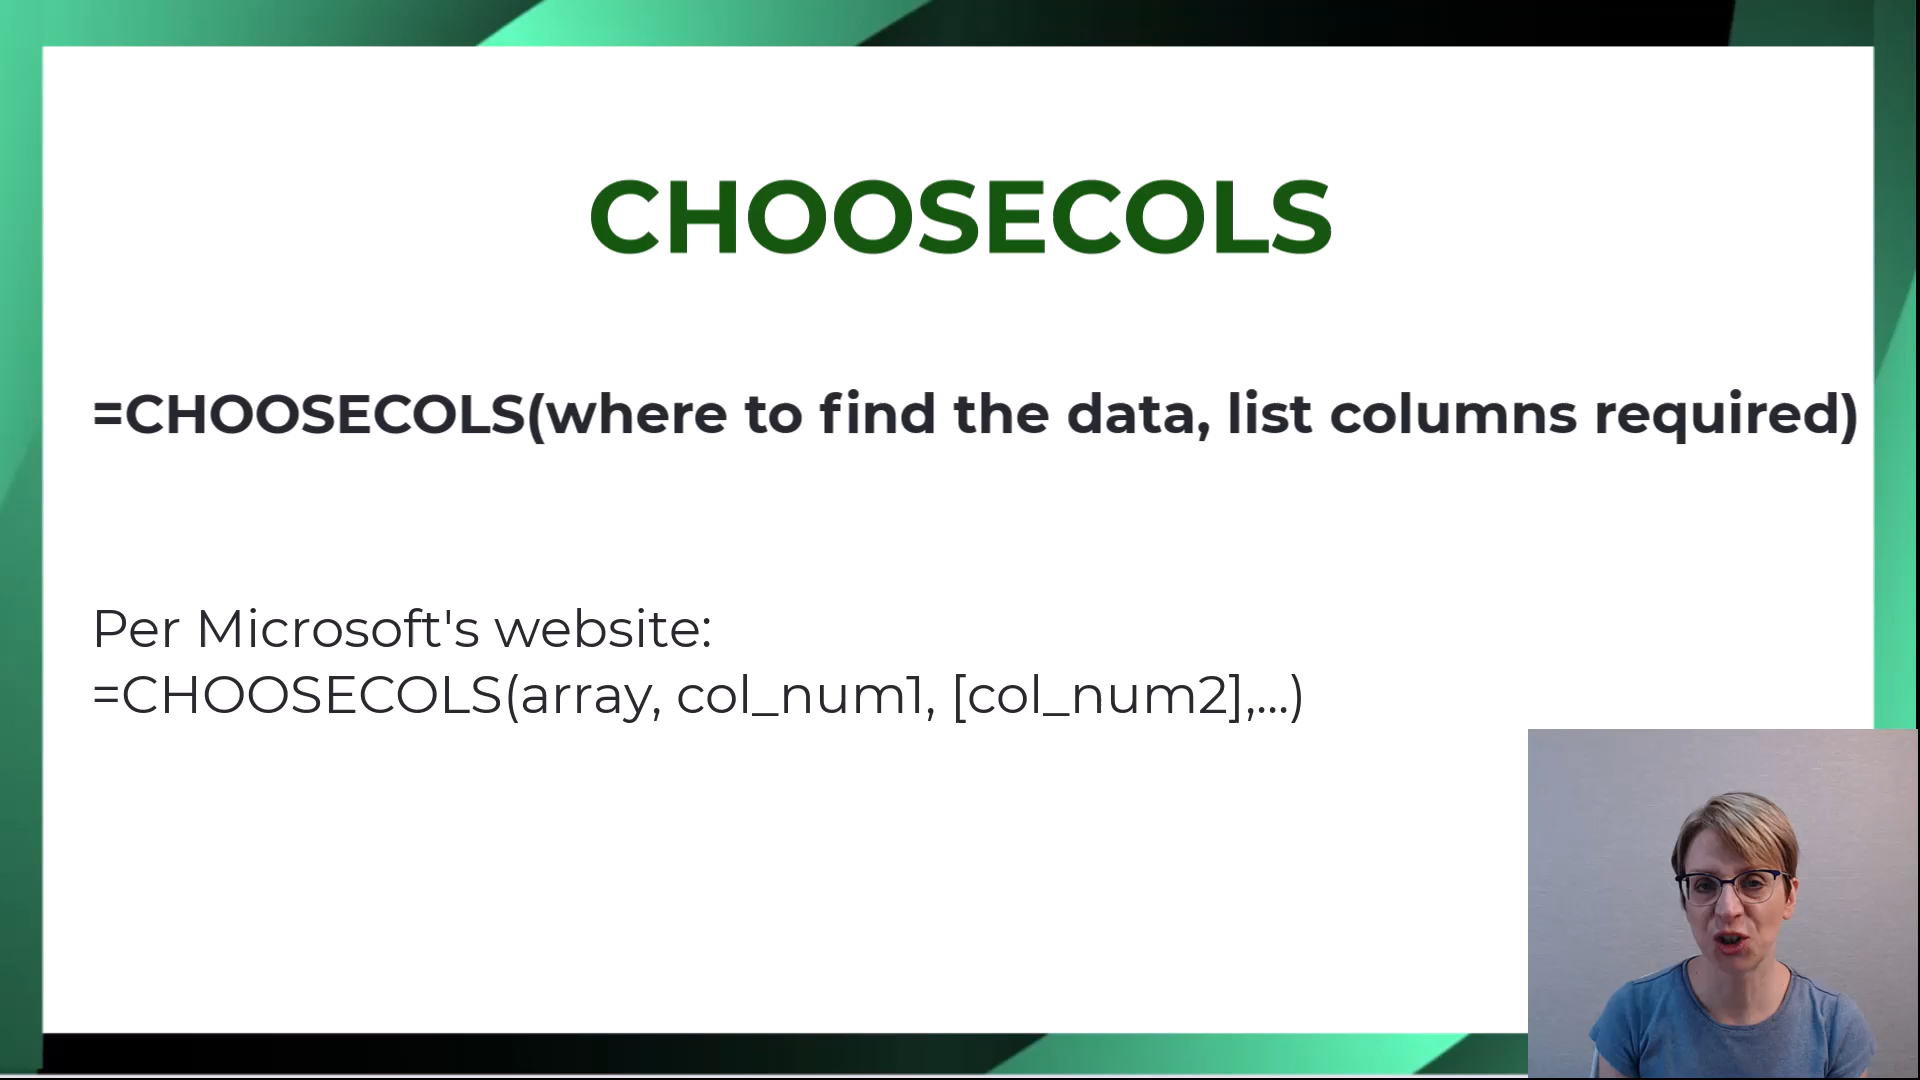 CHOOSECOLS
=CHOOSECOLS(where to find the data, list columns required)
Per Microsoft's website:
=CHOOSECOLS(array, col_num1, [col_num2],...)